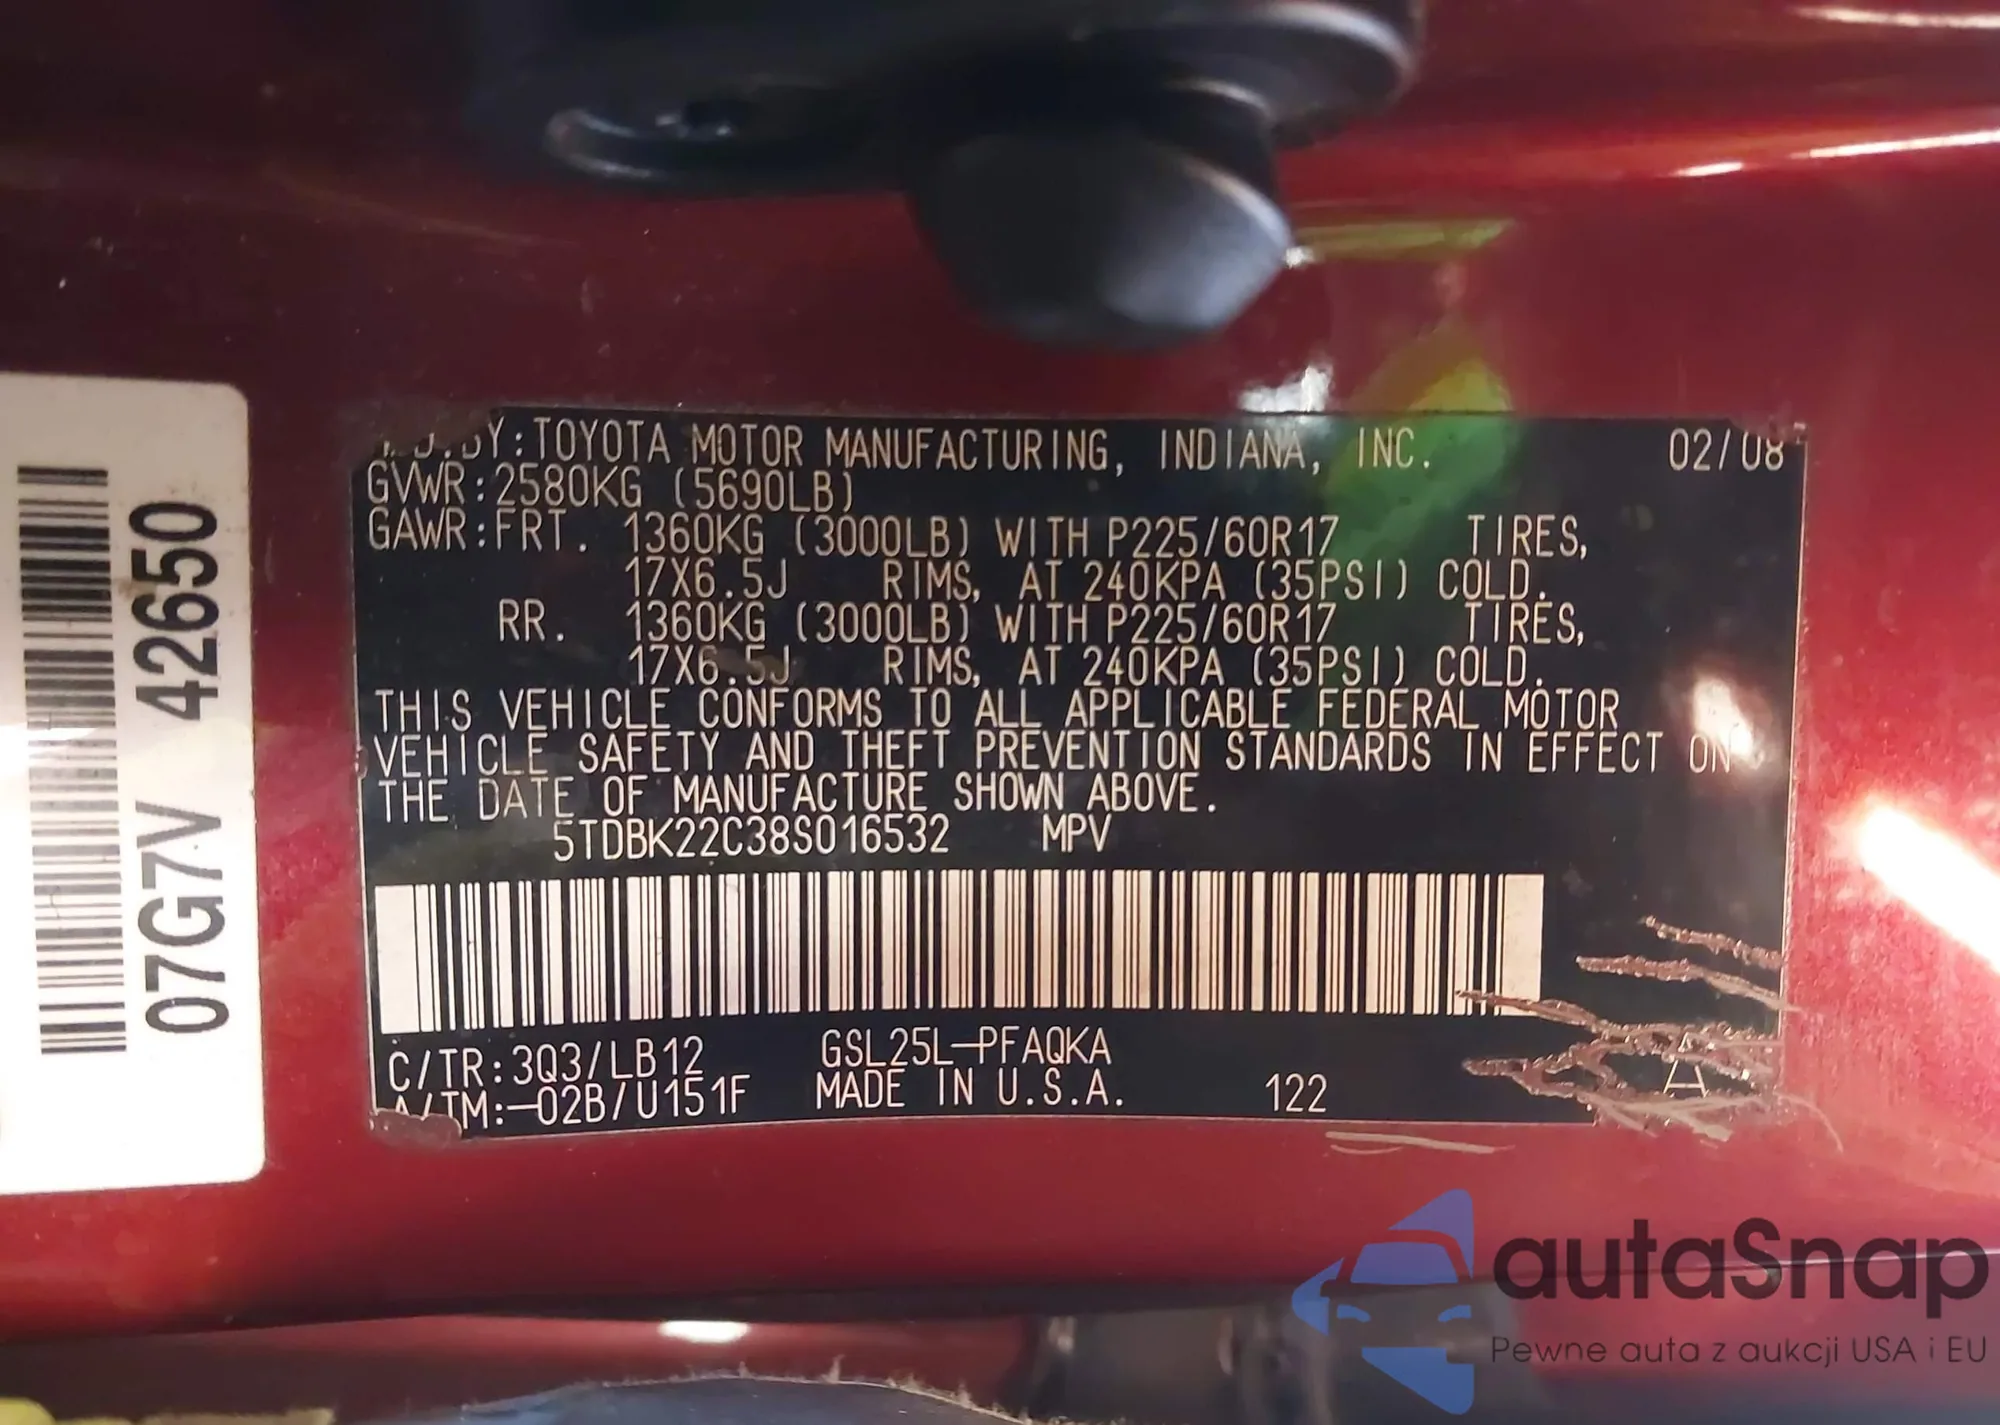 07G7V 42650
BY:TOYOTA MOTOR MANUFACTURING, INDIANA, INC. 02/08
GVWR:2580KG (5690LB)
GAWR:FRT. 1360KG (3000LB) WITH P225/60R17 TIRES,
17X6.5J RIMS, AT 240KPA (35PSI) COLD.
RR. 1360KG (3000LB) WITH P225/60R17 TIRES,
17X6.5J RIMS, AT 240KPA (35PSI) COLD.
THIS VEHICLE CONFORMS TO ALL APPLICABLE FEDERAL MOTOR
VEHICLE SAFETY AND THEFT PREVENTION STANDARDS IN EFFECT ON
THE DATE OF MANUFACTURE SHOWN ABOVE.
5TDBK22C38S016532 MPV
C/TR:3Q3/LB12 GSL25L-PFAQKA
A/TM:-02B/U151F MADE IN U.S.A. 122 A
autaSnap
Pewne auta z aukcji USA i EU